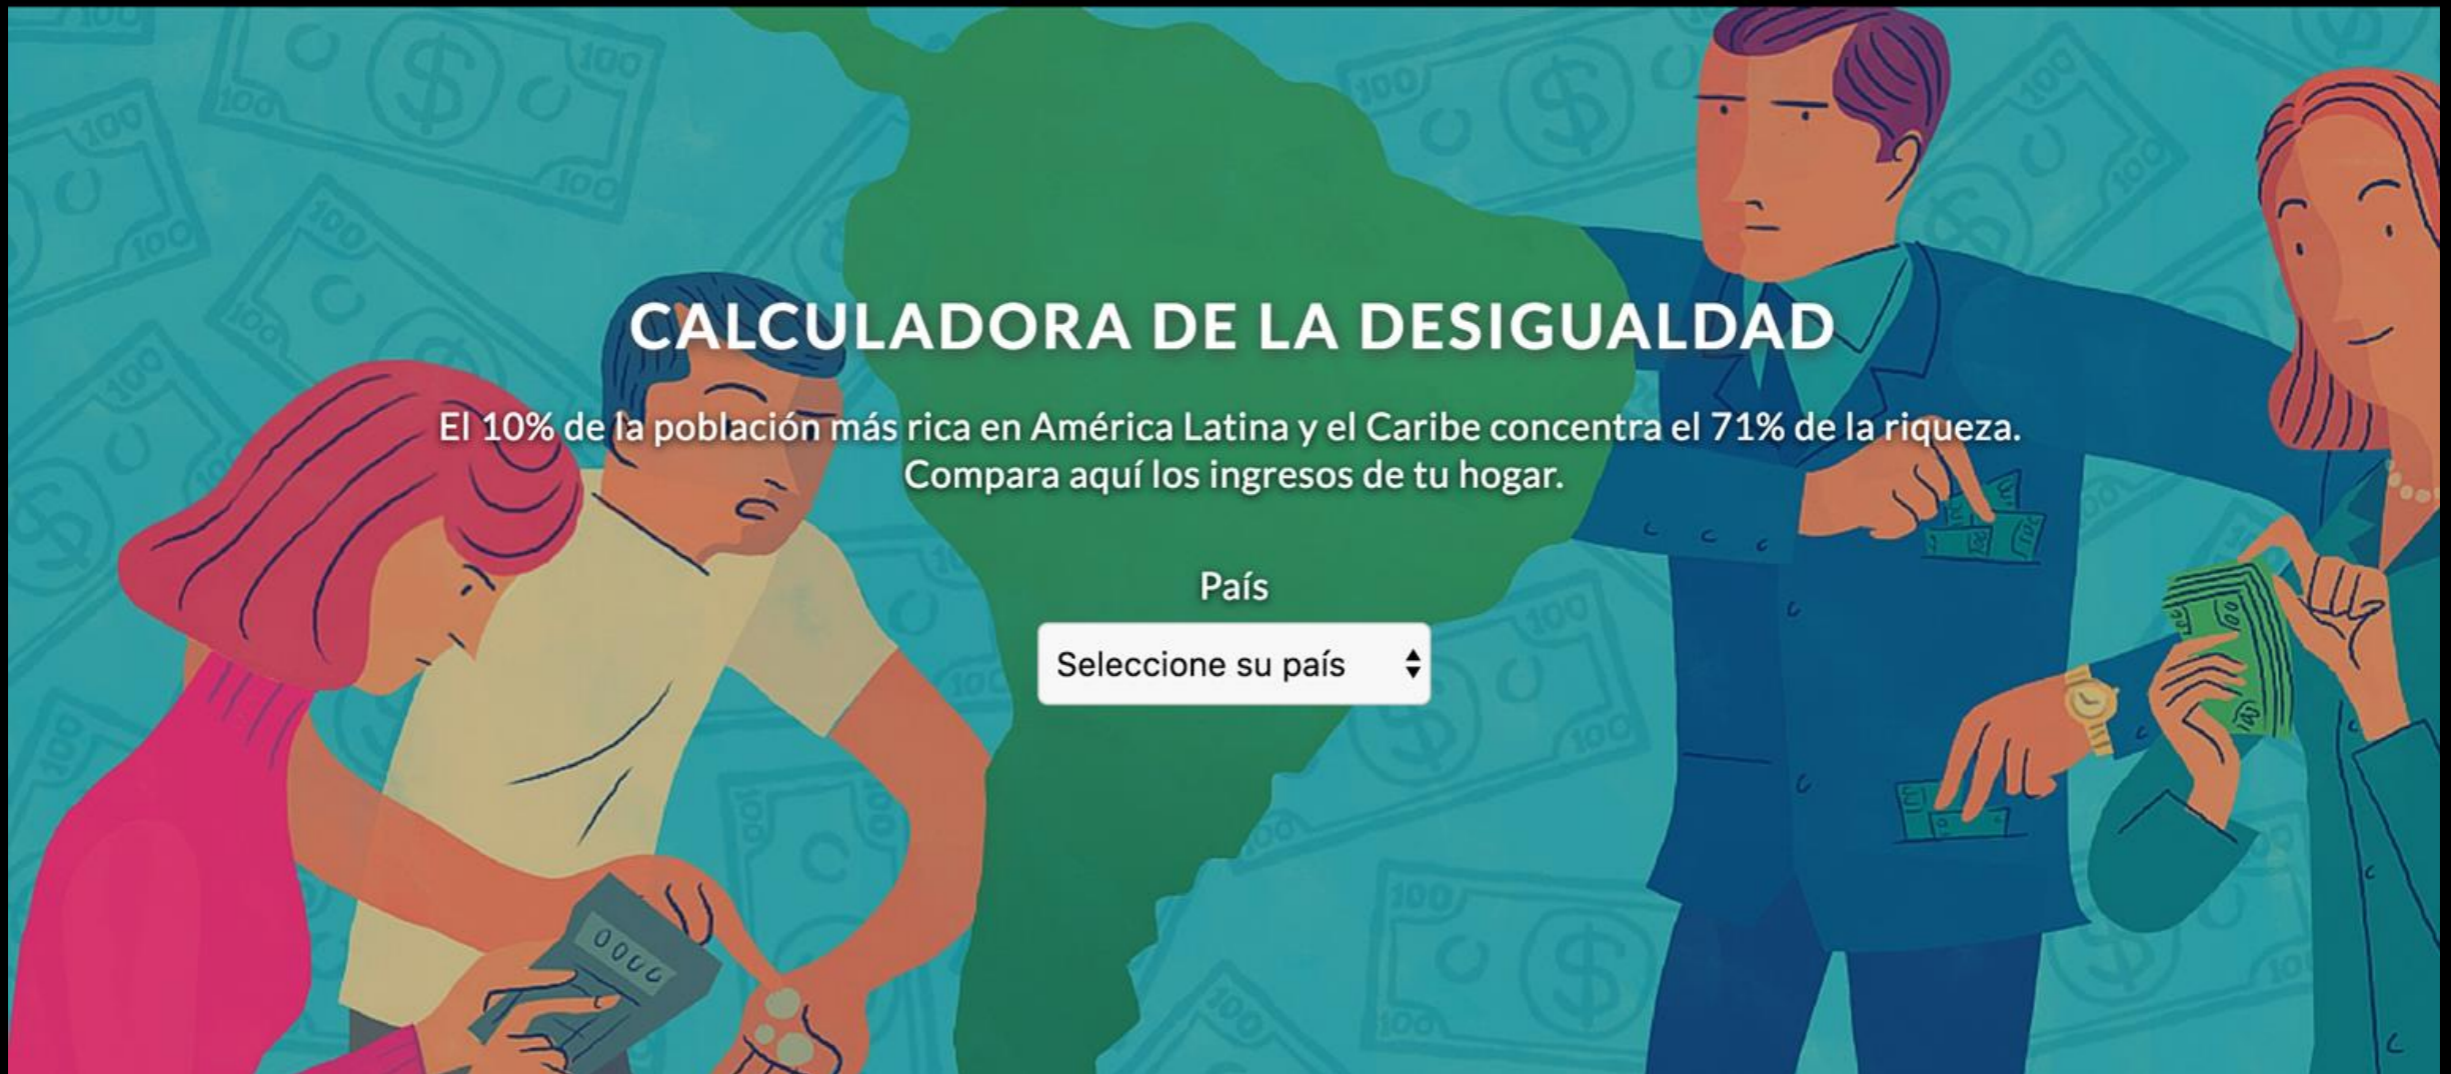 CALCULADORA DE LA DESIGUALDAD
El 10% de la población más rica en América Latina y el Caribe concentra el 71% de la riqueza.
Compara aquí los ingresos de tu hogar.
País
Seleccione su país